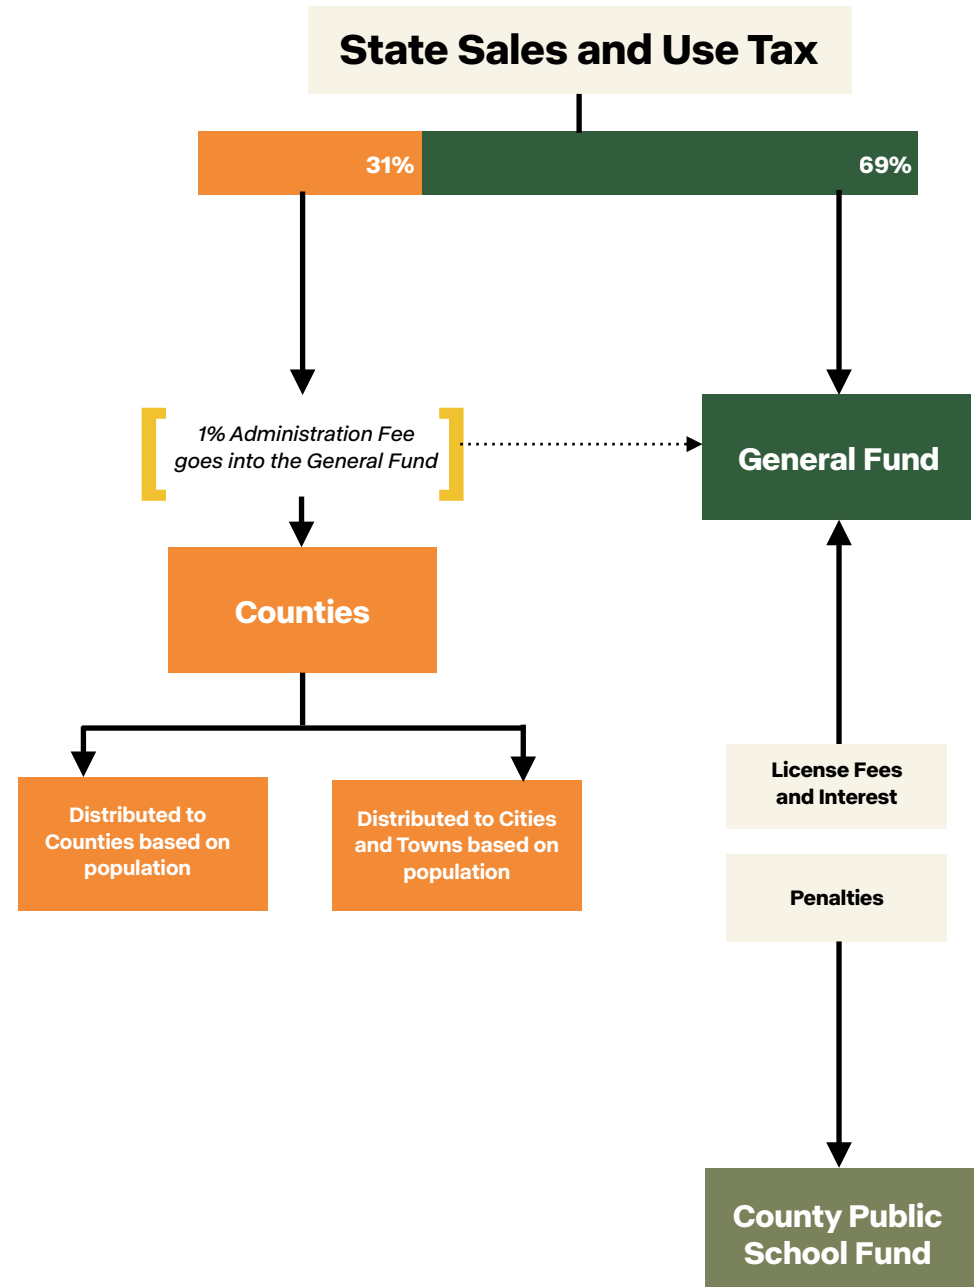 State Sales and Use Tax
31%
69%
1% Administration Fee
goes into the General Fund
General Fund
Counties
Distributed to
Counties based on
population
Distributed to Cities
and Towns based on
population
License Fees
and Interest
Penalties
County Public
School Fund